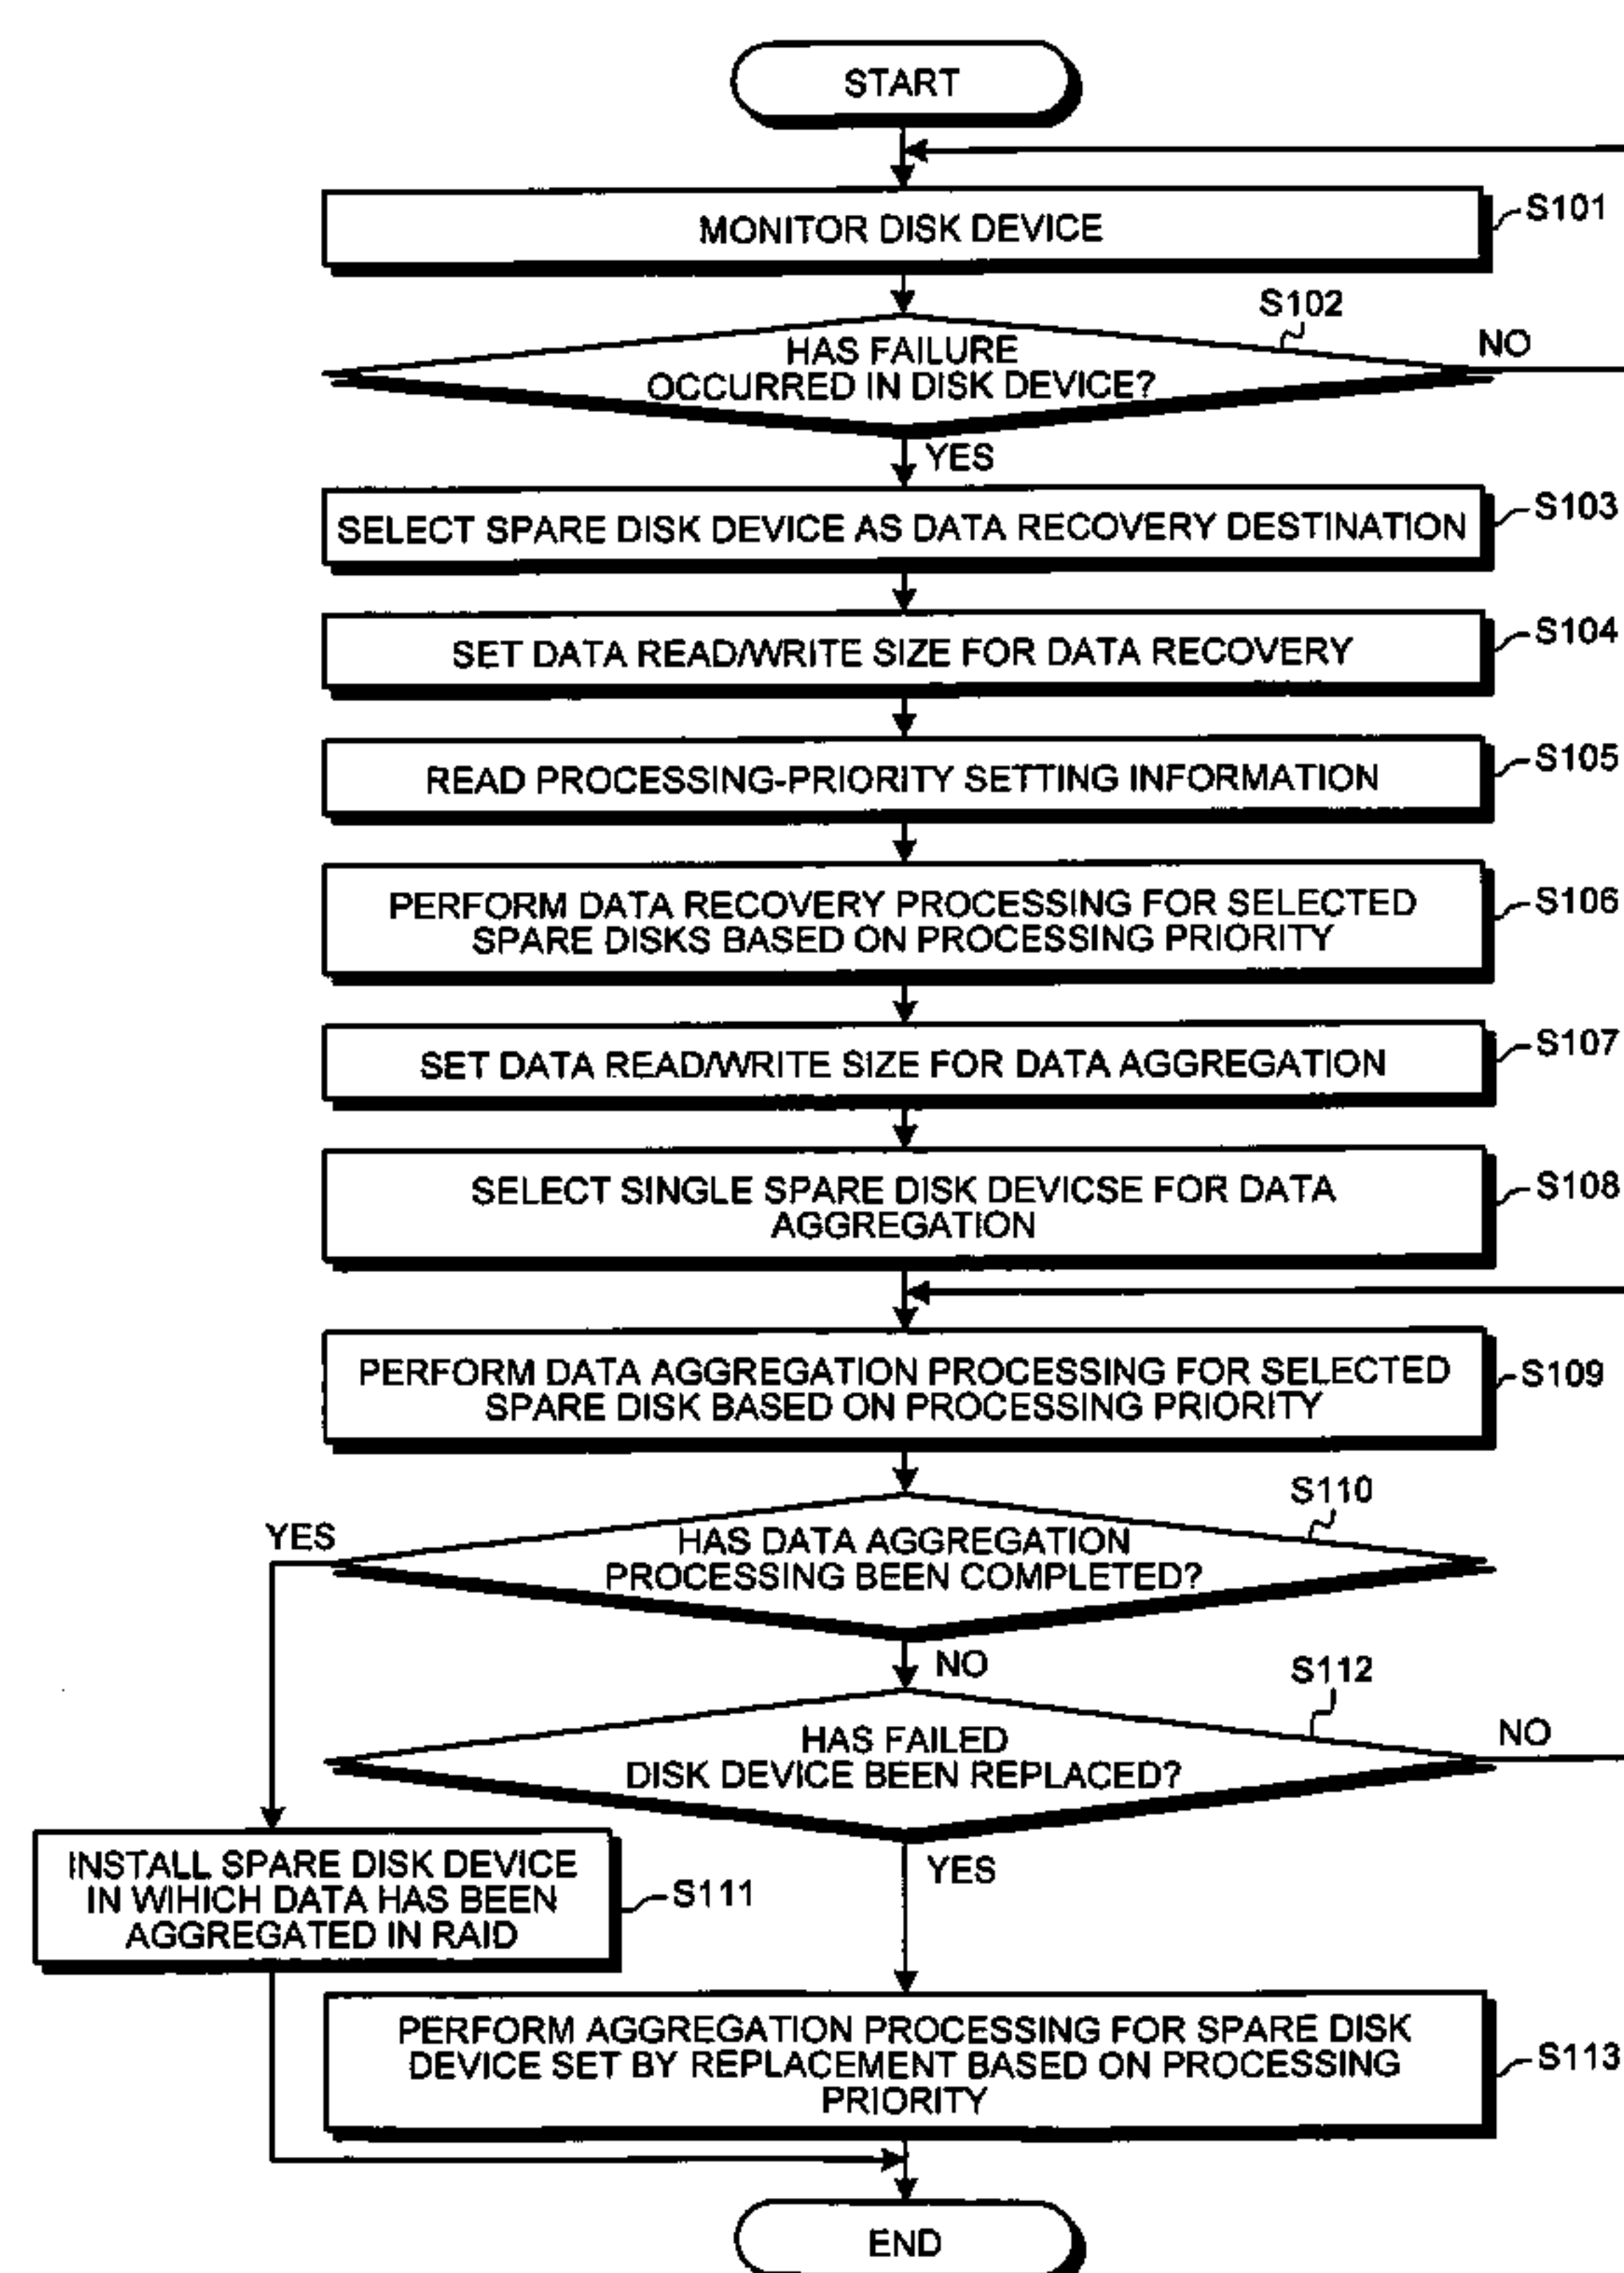 START
MONITOR DISK DEVICE
S101
S102
HAS FAILURE
OCCURRED IN DISK DEVICE?
NO
YES
SELECT SPARE DISK DEVICE AS DATA RECOVERY DESTINATION
S103
SET DATA READ/WRITE SIZE FOR DATA RECOVERY
S104
READ PROCESSING-PRIORITY SETTING INFORMATION
S105
PERFORM DATA RECOVERY PROCESSING FOR SELECTED
SPARE DISKS BASED ON PROCESSING PRIORITY
S106
SET DATA READ/WRITE SIZE FOR DATA AGGREGATION
S107
SELECT SINGLE SPARE DISK DEVICSE FOR DATA
AGGREGATION
S108
PERFORM DATA AGGREGATION PROCESSING FOR SELECTED
SPARE DISK BASED ON PROCESSING PRIORITY
S109
S110
YES
HAS DATA AGGREGATION
PROCESSING BEEN COMPLETED?
NO
S112
HAS FAILED
DISK DEVICE BEEN REPLACED?
NO
YES
INSTALL SPARE DISK DEVICE
IN WIHICH DATA HAS BEEN
AGGREGATED IN RAID
S111
PERFORM AGGREGATION PROCESSING FOR SPARE DISK
DEVICE SET BY REPLACEMENT BASED ON PROCESSING
PRIORITY
S113
END